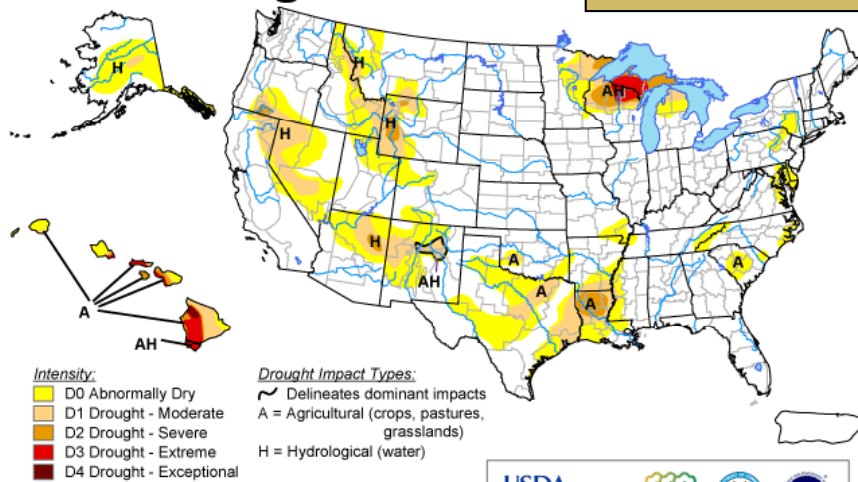 H
H
AH
H
H
H
A
A
AH
A
A
A
AH
Intensity:
D0 Abnormally Dry
D1 Drought - Moderate
D2 Drought - Severe
D3 Drought - Extreme
D4 Drought - Exceptional
Drought Impact Types:
Delineates dominant impacts
A = Agricultural (crops, pastures,
grasslands)
H = Hydrological (water)
USDA